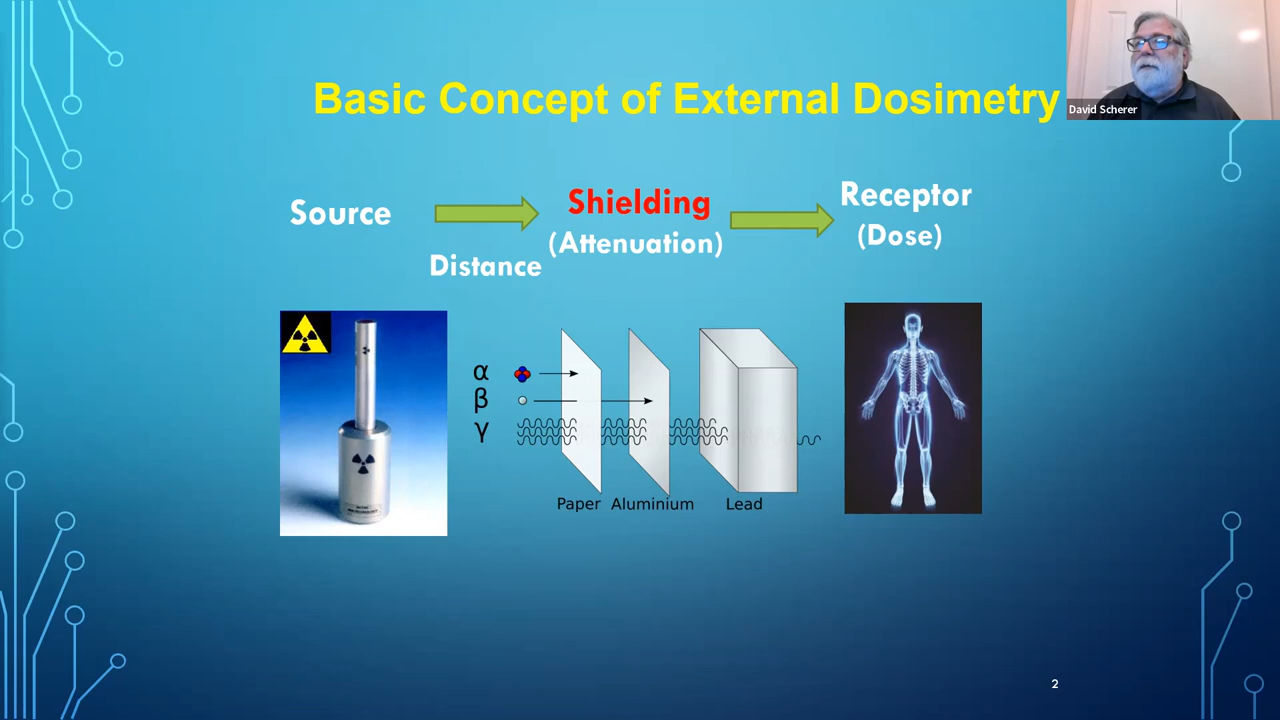 Basic Concept of External Dosimetry
David Scherer
Source
Shielding
(Attenuation)
Distance
Receptor
(Dose)
α
β
γ
Paper
Aluminium
Lead
2